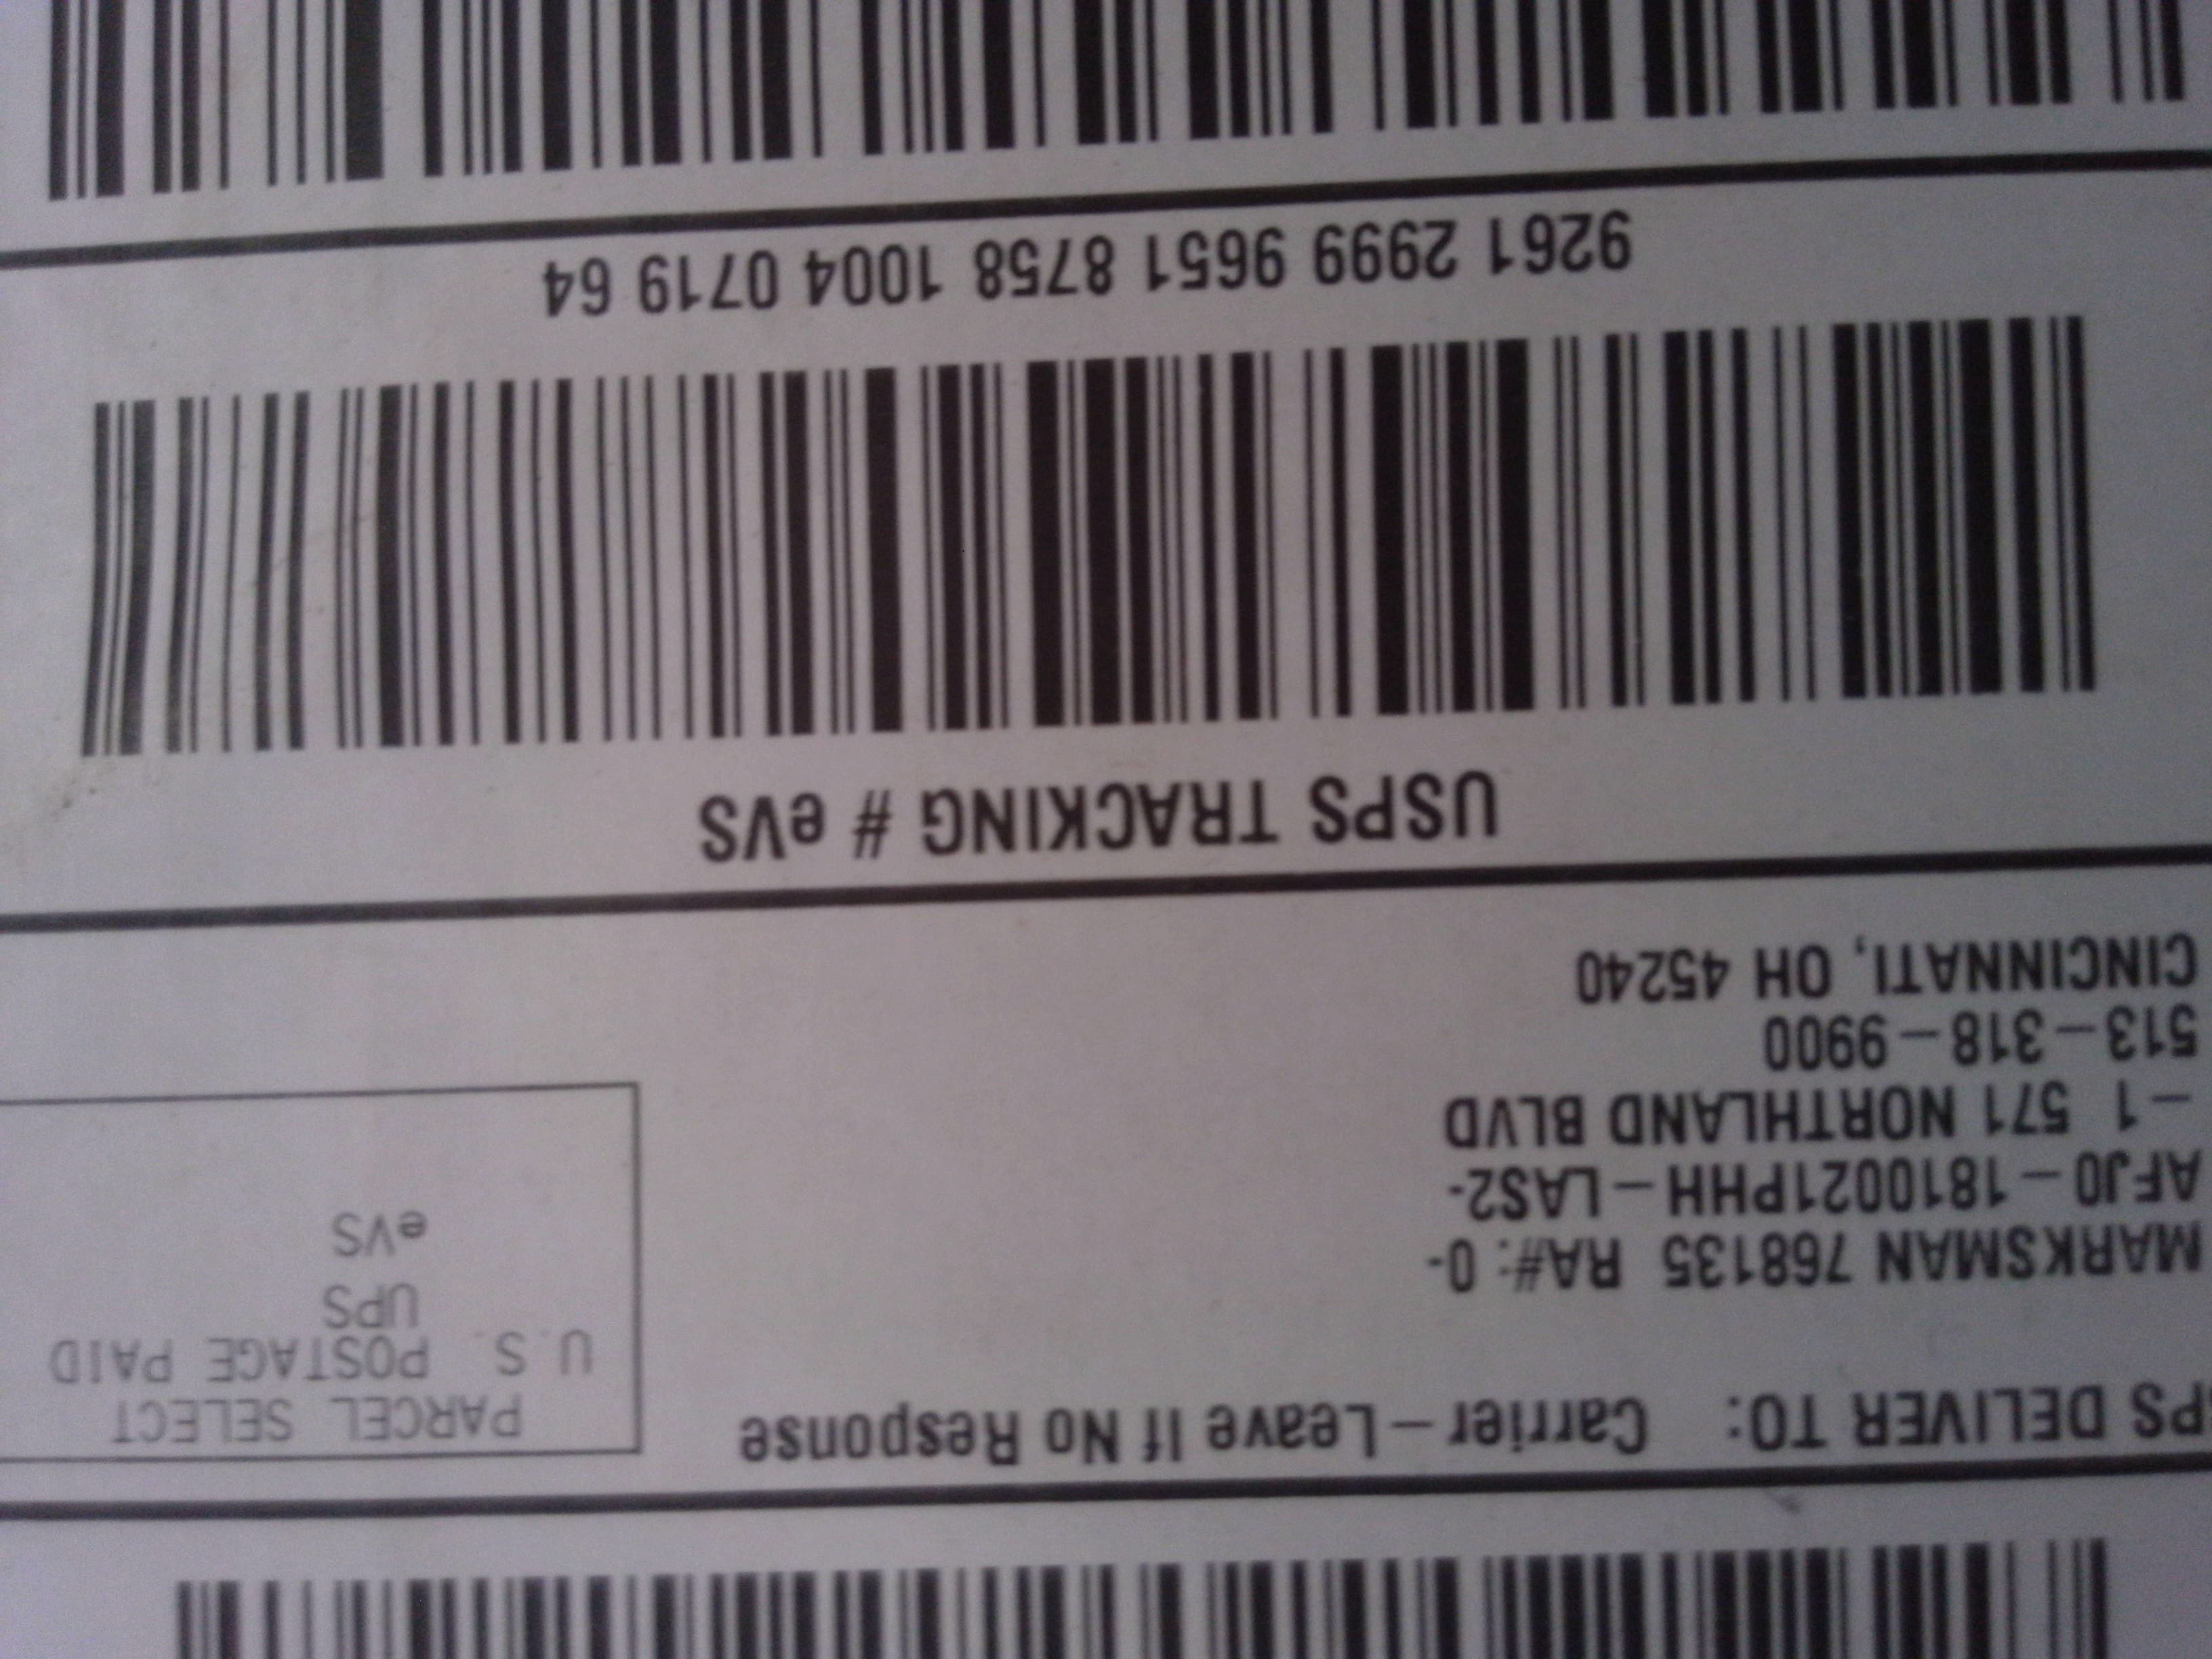 PS DELIVER TO: Carrier – Leave If No Response
PARCEL SELECT
U.S. POSTAGE PAID
UPS
eVS
MARKSMAN 768135 RA#: 0-
AFJ0 – 1810021PHH – LAS2-
– 1 571 NORTHLAND BLVD
513 – 318 – 9900
CINCINNATI, OH 45240
USPS TRACKING # eVS
9261 2999 9651 8758 1004 0719 64